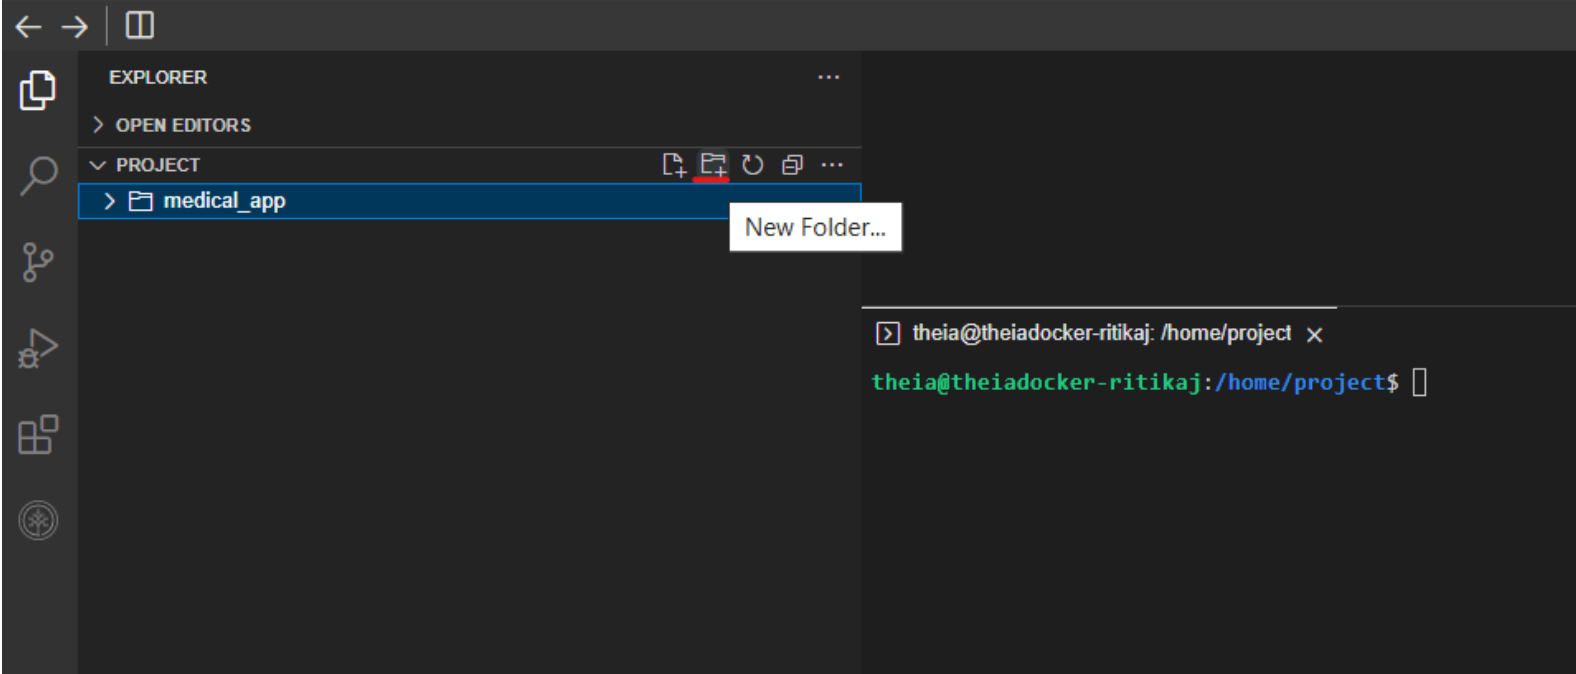 EXPLORER
OPEN EDITORS
PROJECT
medical_app
New Folder...
theia@theiadocker-ritikaj: /home/project
theia@theiadocker-ritikaj:/home/project$